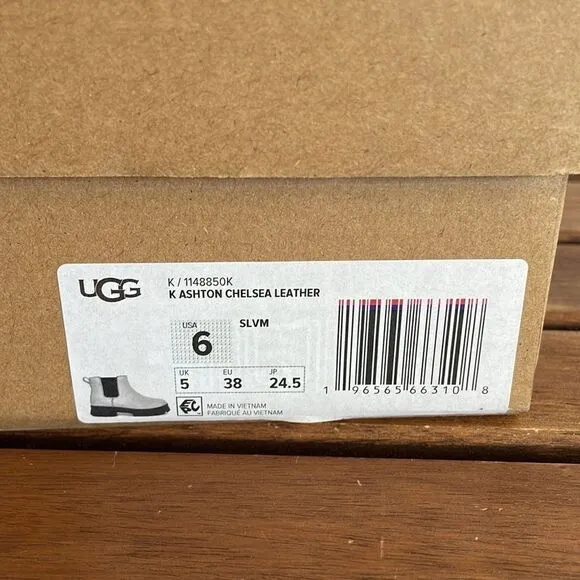 UGG
K / 1148850K
K ASHTON CHELSEA LEATHER
USA
6
SLVM
UK
5
EU
38
JP
24.5
MADE IN VIETNAM
FABRIQUÉ AU VIETNAM
1 96565 66310 8